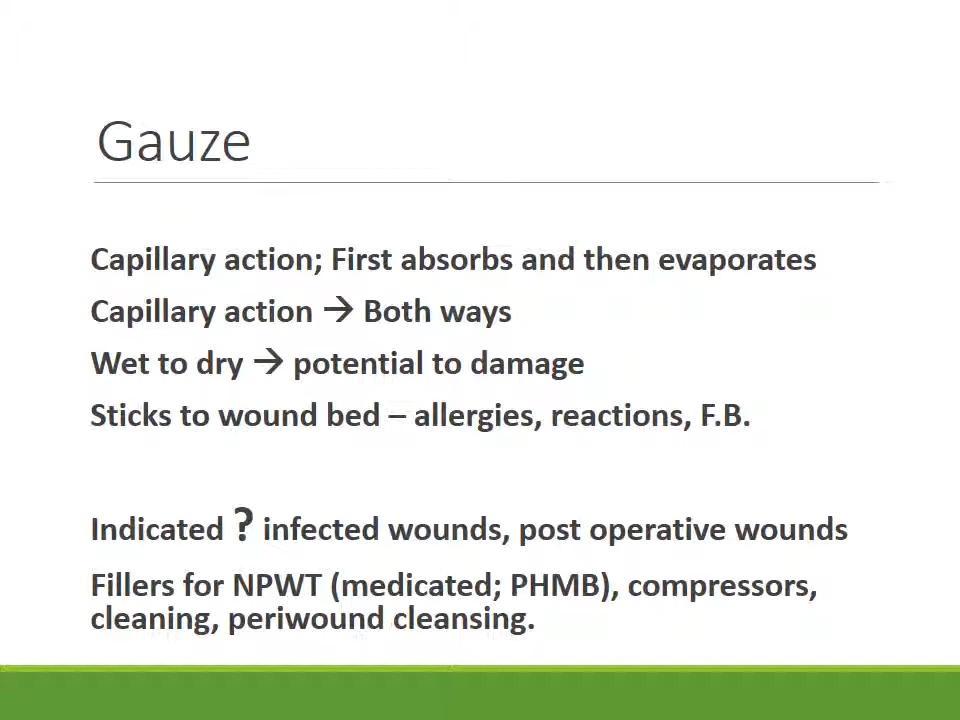 Gauze
Capillary action; First absorbs and then evaporates
Capillary action → Both ways
Wet to dry → potential to damage
Sticks to wound bed – allergies, reactions, F.B.
Indicated ? infected wounds, post operative wounds
Fillers for NPWT (medicated; PHMB), compressors,
cleaning, periwound cleansing.